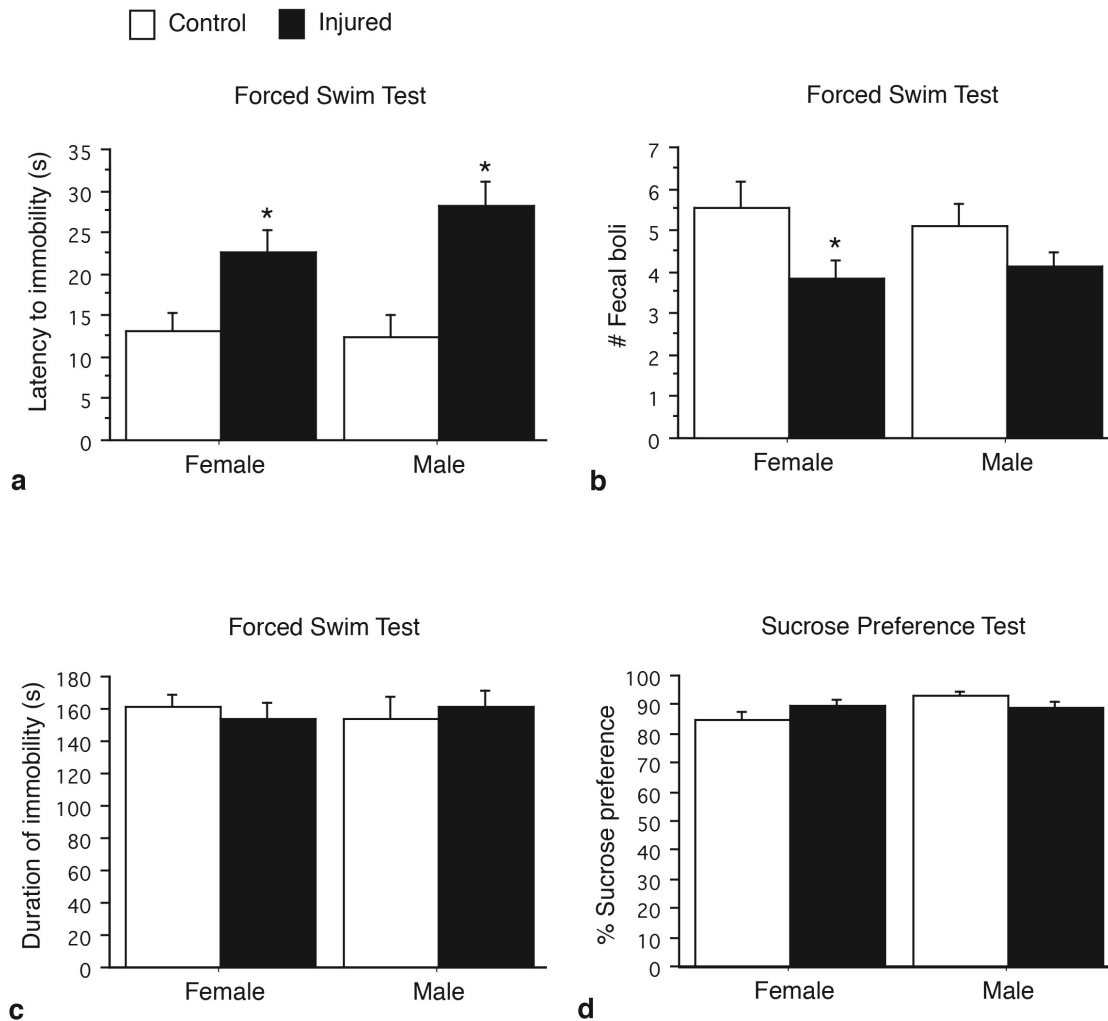 Control Injured
Forced Swim Test
Latency to immobility (s)
35
30
25
20
15
10
5
0
*
*
Female Male
a
Forced Swim Test
# Fecal boli
7
6
5
4
3
2
1
0
*
Female Male
b
Forced Swim Test
Duration of immobility (s)
180
160
140
120
100
80
60
40
20
0
Female Male
c
Sucrose Preference Test
% Sucrose preference
100
90
80
70
60
50
40
30
20
10
0
Female Male
d